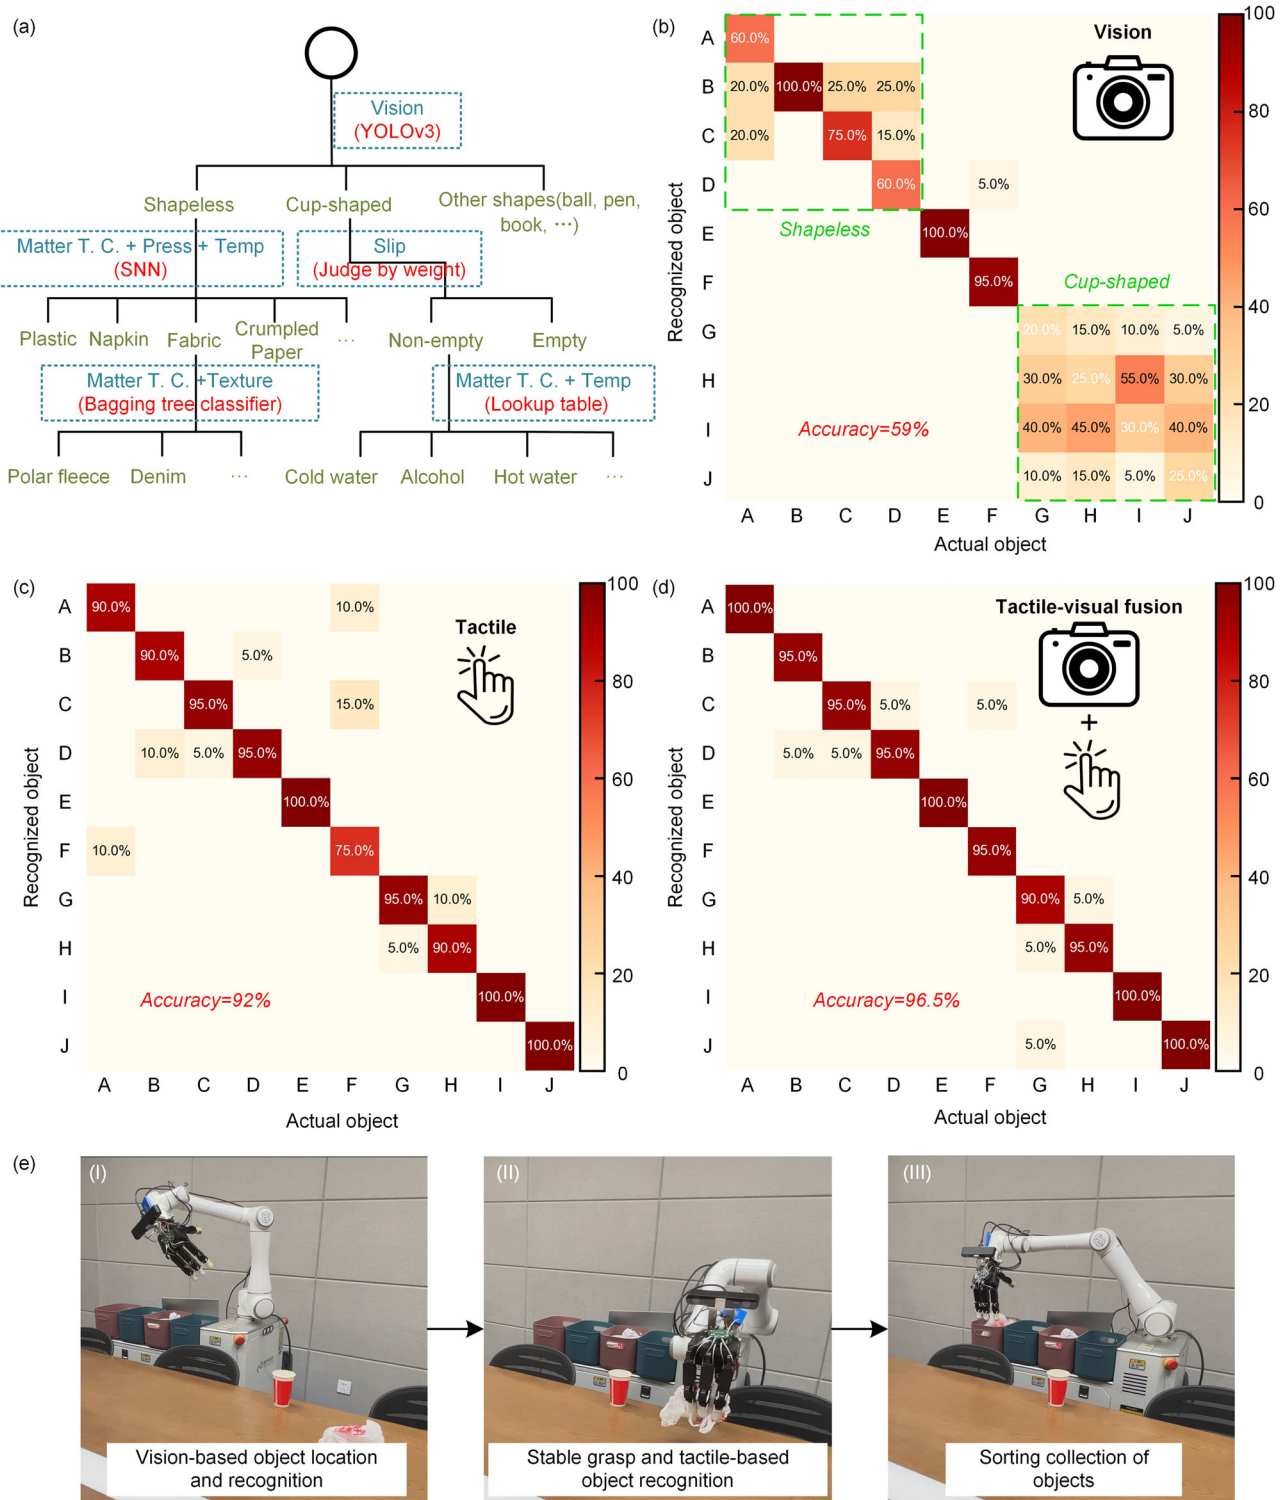 (a)
Vision
(YOLOv3)
Shapeless
Cup-shaped
Other shapes(ball, pen,
book, ···)
Matter T. C. + Press + Temp
(SNN)
Slip
(Judge by weight)
Plastic
Napkin
Fabric
Crumpled
Paper
···
Non-empty
Empty
Matter T. C. +Texture
(Bagging tree classifier)
Matter T. C. + Temp
(Lookup table)
Polar fleece
Denim
···
Cold water
Alcohol
Hot water
···
(b)
Vision
Recognized object
A 60.0%
B 20.0% 100.0% 25.0% 25.0%
C 20.0% 75.0% 15.0%
D 60.0% 5.0%
Shapeless
E 100.0%
F 95.0%
Cup-shaped
G 20.0% 15.0% 10.0% 5.0%
H 30.0% 25.0% 55.0% 30.0%
I 40.0% 45.0% 30.0% 40.0%
Accuracy=59%
J 10.0% 15.0% 5.0% 25.0%
A B C D E F G H I J
Actual object
100
80
60
40
20
0
(c)
Tactile
Recognized object
A 90.0% 10.0%
B 90.0% 5.0%
C 95.0% 15.0%
D 10.0% 5.0% 95.0%
E 100.0%
F 10.0% 75.0%
G 95.0% 10.0%
H 5.0% 90.0%
I 100.0%
Accuracy=92%
J 100.0%
A B C D E F G H I J
Actual object
100
80
60
40
20
0
(d)
Tactile-visual fusion
+
Recognized object
A 100.0%
B 95.0%
C 95.0% 5.0% 5.0%
D 5.0% 5.0% 95.0%
E 100.0%
F 95.0%
G 90.0% 5.0%
H 5.0% 95.0%
I 100.0%
Accuracy=96.5%
J 5.0% 100.0%
A B C D E F G H I J
Actual object
100
80
60
40
20
0
(e)
(I)
Vision-based object location
and recognition
(II)
Stable grasp and tactile-based
object recognition
(III)
Sorting collection of
objects